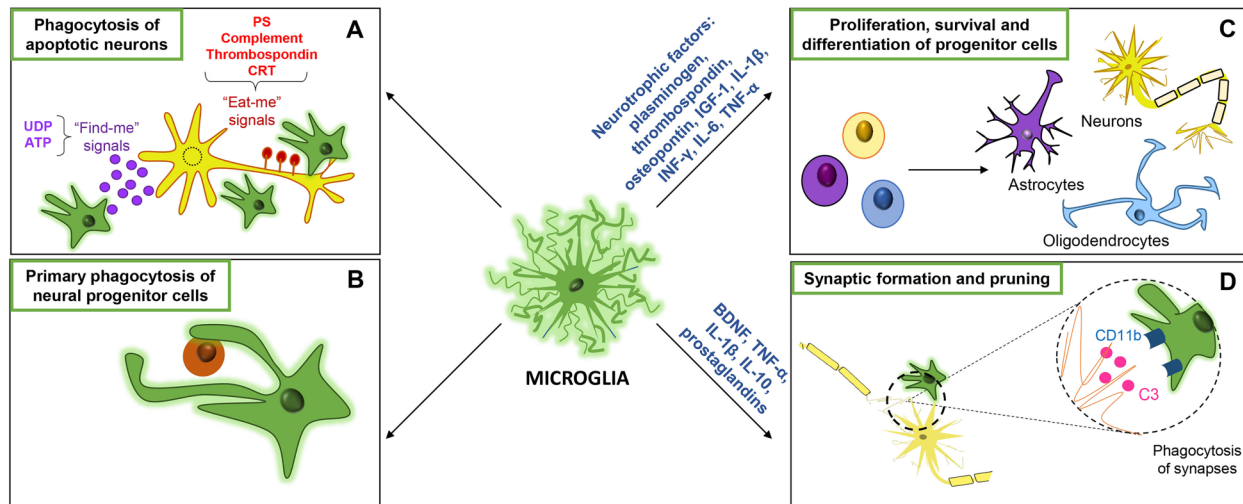 Phagocytosis of
apoptotic neurons
A
PS
Complement
Thrombospondin
CRT
"Eat-me"
signals
UDP
ATP
"Find-me"
signals
Primary phagocytosis of
neural progenitor cells
B
Neurotrophic factors:
plasminogen,
thrombospondin,
osteopontin, IGF-1, IL-1β,
INF-γ, IL-6, TNF-α
MICROGLIA
BDNF, TNF-α,
IL-1β, IL-10,
prostaglandins
Proliferation, survival and
differentiation of progenitor cells
C
Neurons
Astrocytes
Oligodendrocytes
Synaptic formation and pruning
D
CD11b
C3
Phagocytosis
of synapses